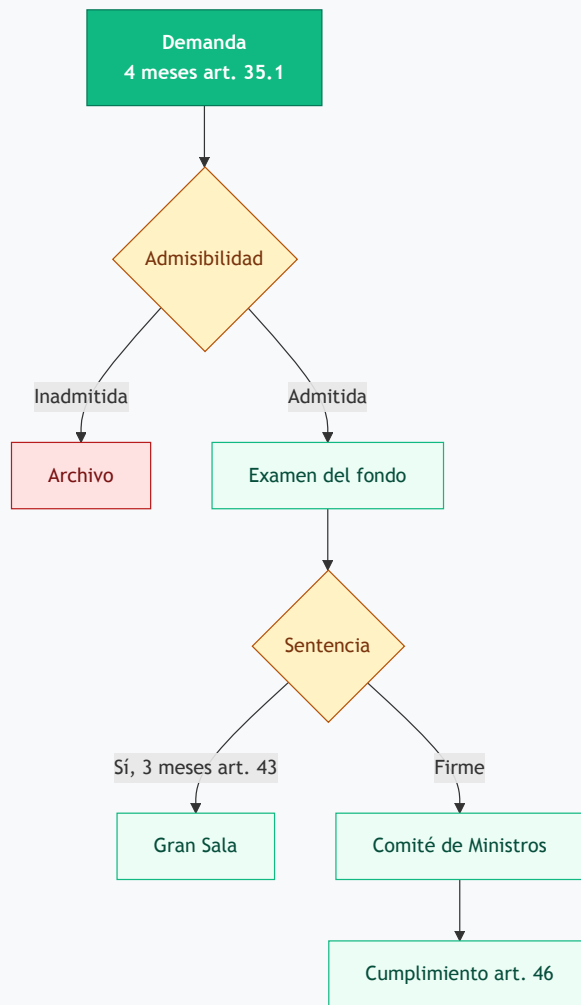 Demanda
4 meses art. 35.1
Admisibilidad
Inadmitida
Admitida
Archivo
Examen del fondo
Sentencia
Sí, 3 meses art. 43
Firme
Gran Sala
Comité de Ministros
Cumplimiento art. 46